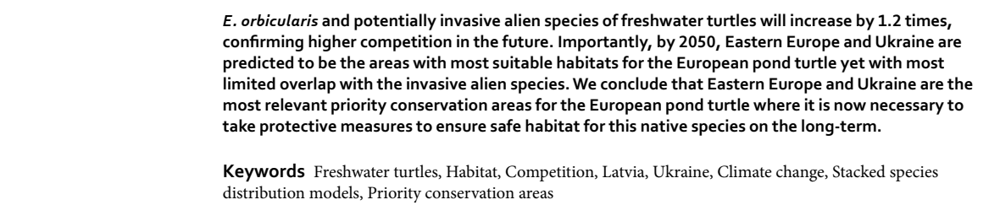 E. orbicularis and potentially invasive alien species of freshwater turtles will increase by 1.2 times,
confirming higher competition in the future. Importantly, by 2050, Eastern Europe and Ukraine are
predicted to be the areas with most suitable habitats for the European pond turtle yet with most
limited overlap with the invasive alien species. We conclude that Eastern Europe and Ukraine are the
most relevant priority conservation areas for the European pond turtle where it is now necessary to
take protective measures to ensure safe habitat for this native species on the long-term.
Keywords Freshwater turtles, Habitat, Competition, Latvia, Ukraine, Climate change, Stacked species
distribution models, Priority conservation areas